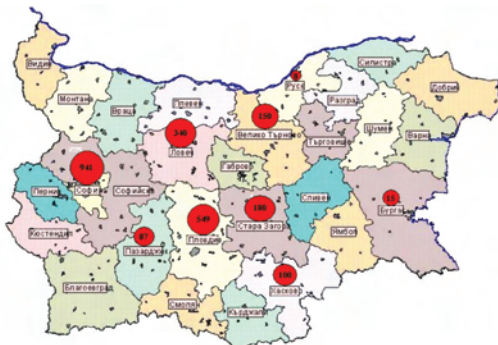 Видин
Силистра
Русе
Добрич
Монтана
Враца
Плевен
Разград
150
Шумен
Варна
340
Велико Търново
Търговище
Ловеч
941
Габрово
Перник
София
Софийска
Сливен
15
180
Бургас
549
Стара Загора
Кюстендил
87
Пловдив
Ямбол
Пазарджик
100
Хасково
Благоевград
Смолян
Кърджали